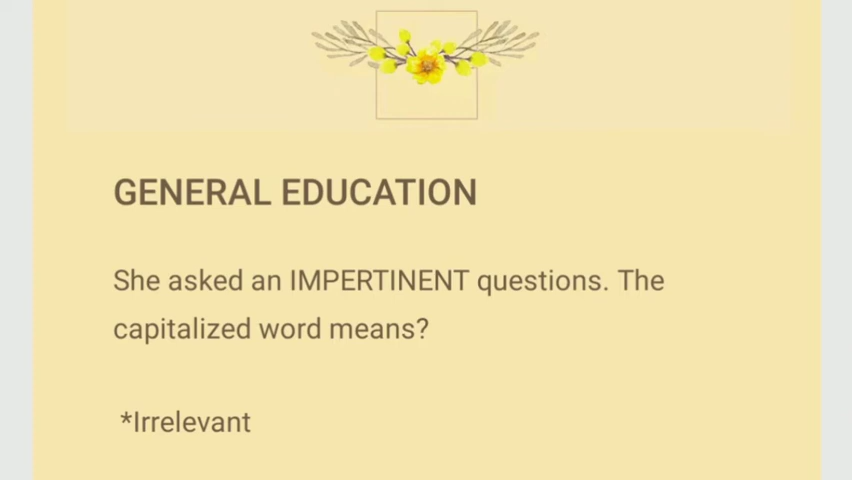 GENERAL EDUCATION
She asked an IMPERTINENT questions. The
capitalized word means?
*Irrelevant